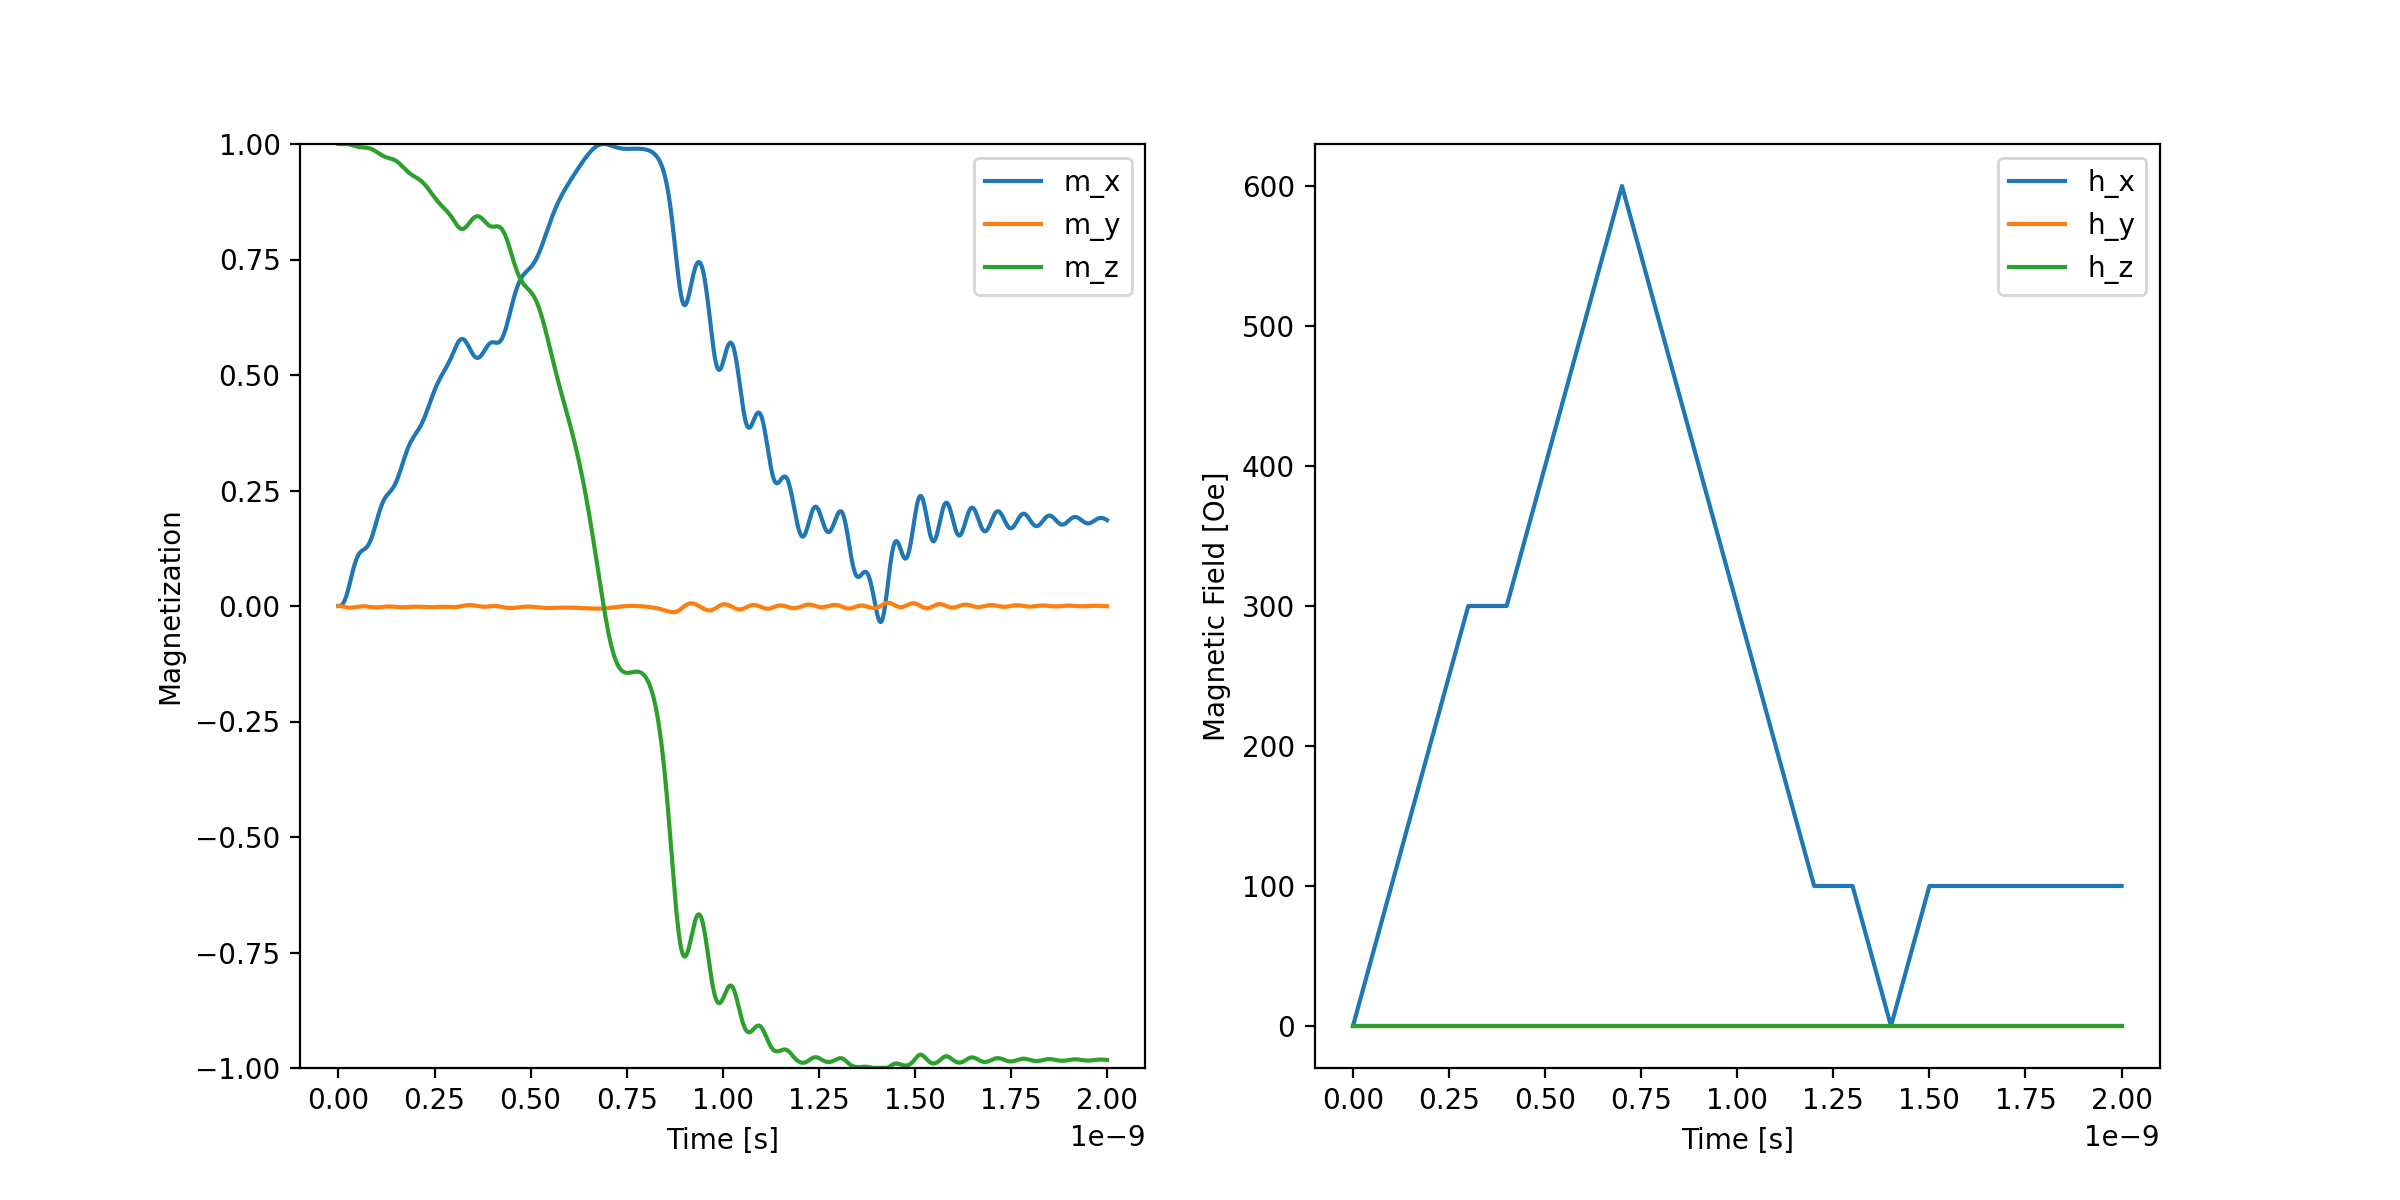 1.00
0.75
0.50
0.25
0.00
−0.25
−0.50
−0.75
−1.00
Magnetization
0.00 0.25 0.50 0.75 1.00 1.25 1.50 1.75 2.00
Time [s]
1e−9
m_x
m_y
m_z
600
500
400
300
200
100
0
Magnetic Field [Oe]
0.00 0.25 0.50 0.75 1.00 1.25 1.50 1.75 2.00
Time [s]
1e−9
h_x
h_y
h_z